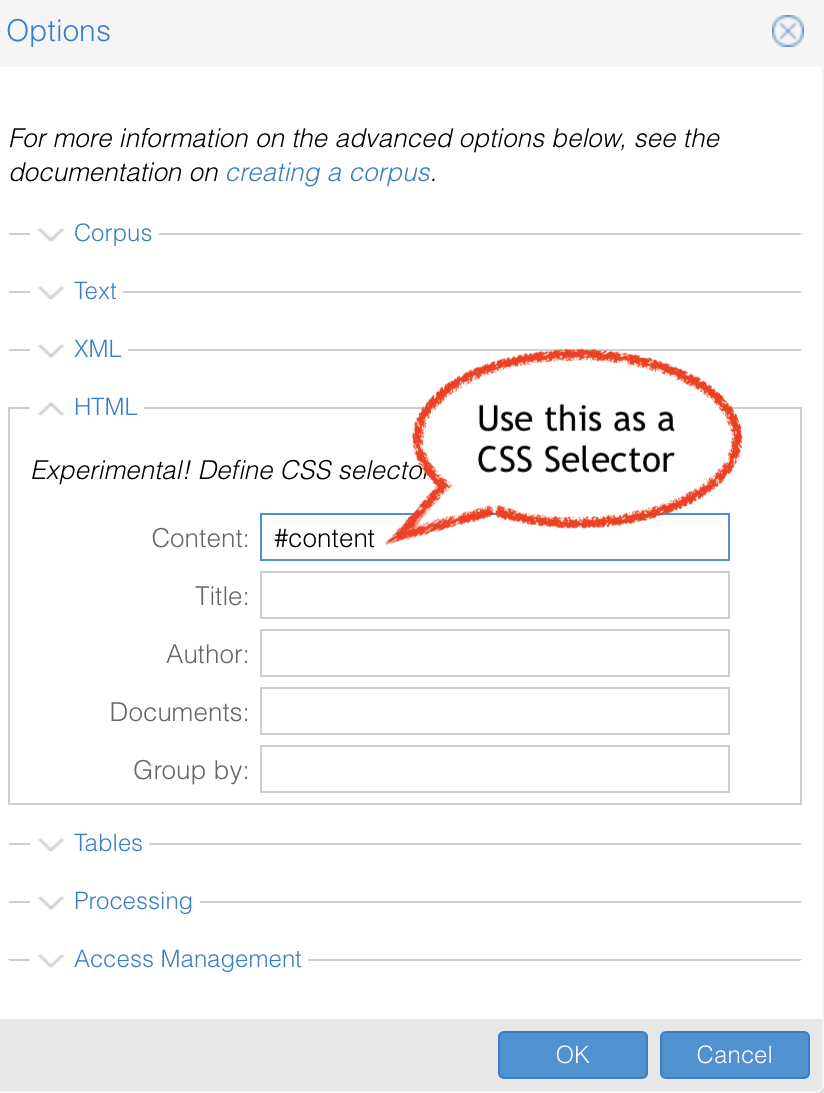 Options
For more information on the advanced options below, see the
documentation on creating a corpus.
Corpus
Text
XML
HTML
Use this as a
CSS Selector
Experimental! Define CSS selector
Content: #content
Title:
Author:
Documents:
Group by:
Tables
Processing
Access Management
OK Cancel